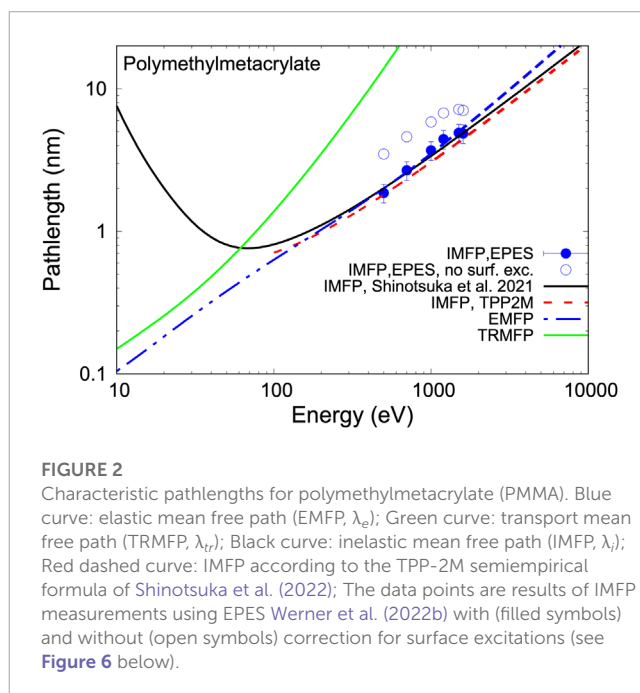 Polymethylmetacrylate
10
1
0.1
Pathlength (nm)
IMFP,EPES
IMFP,EPES, no surf. exc.
IMFP, Shinotsuka et al. 2021
IMFP, TPP2M
EMFP
TRMFP
10
100
1000
10000
Energy (eV)
FIGURE 2
Characteristic pathlengths for polymethylmetacrylate (PMMA). Blue
curve: elastic mean free path (EMFP, λe); Green curve: transport mean
free path (TRMFP, λtr); Black curve: inelastic mean free path (IMFP, λi);
Red dashed curve: IMFP according to the TPP-2M semiempirical
formula of Shinotsuka et al. (2022); The data points are results of IMFP
measurements using EPES Werner et al. (2022b) with (filled symbols)
and without (open symbols) correction for surface excitations (see
Figure 6 below).